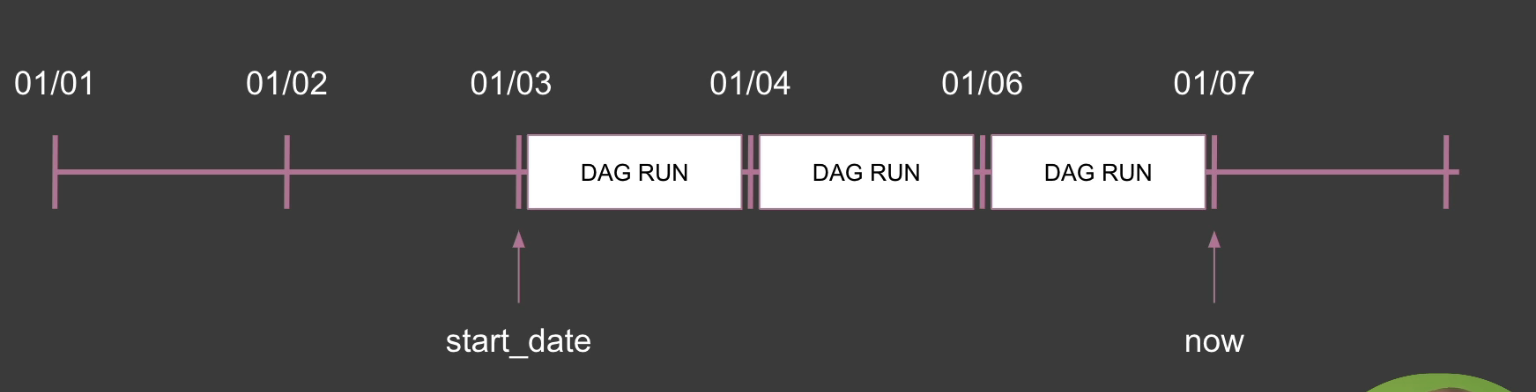 01/01 01/02 01/03 01/04 01/06 01/07
DAG RUN DAG RUN DAG RUN
start_date now